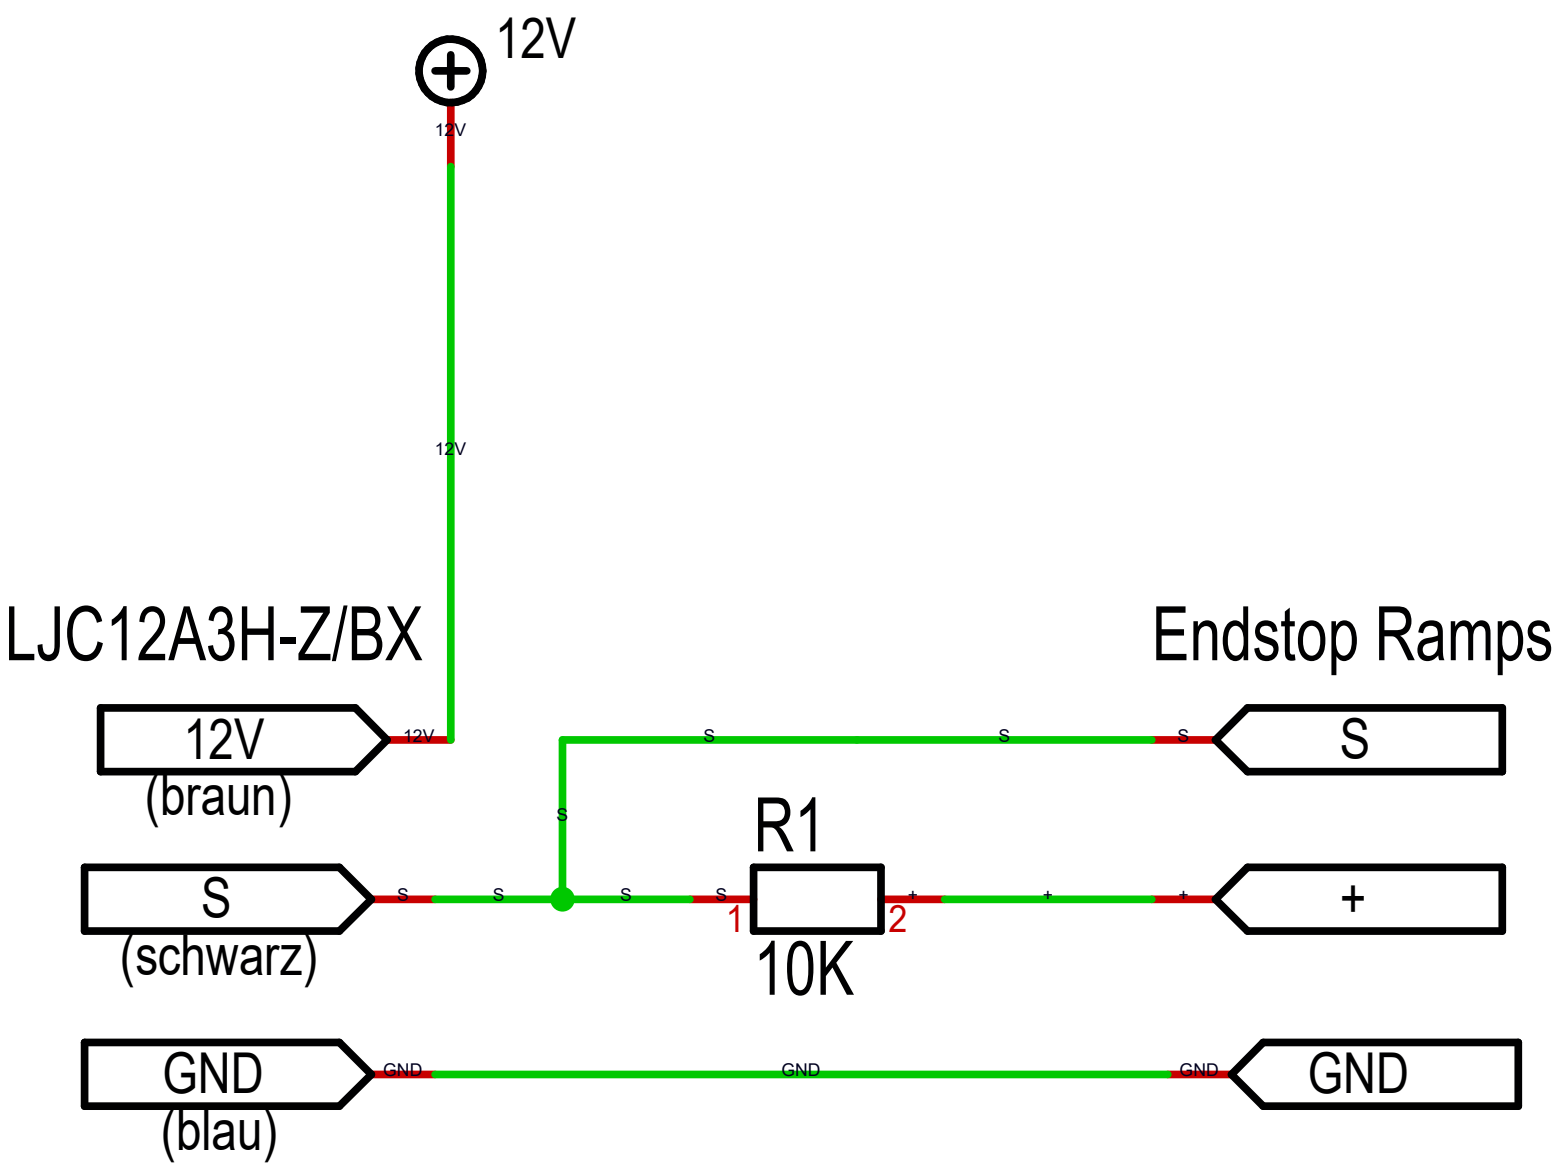 12V
12V
12V
LJC12A3H-Z/BX
Endstop Ramps
12V
12V
S
S
S
S
(braun)
S
R1
S
S
S
S
S
+
+
+
+
1
2
(schwarz)
10K
GND
GND
GND
GND
GND
(blau)